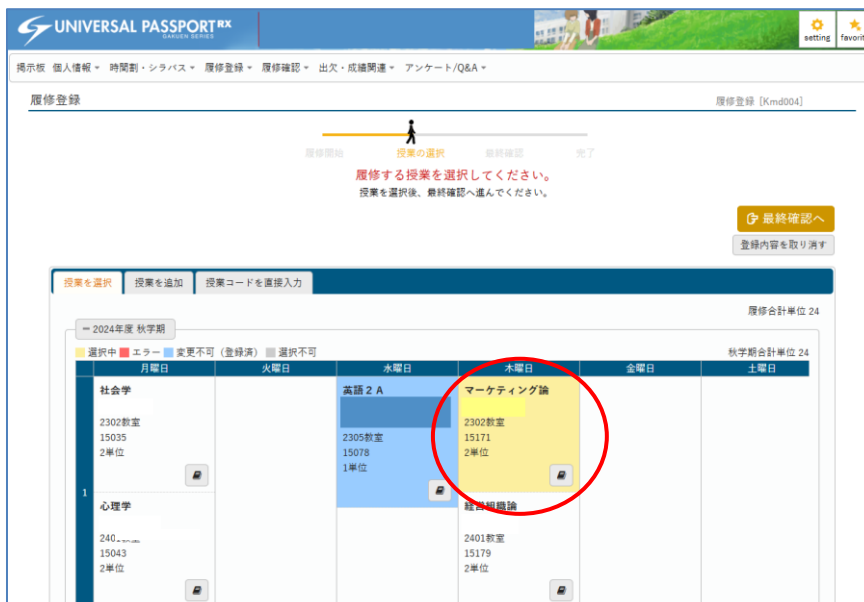 UNIVERSAL PASSPORT RX
GAKUEN SERIES
setting
favorit
掲示板 個人情報 時間割・シラバス 履修登録 履修確認 出欠・成績関連 アンケート/Q&A
履修登録
履修登録 [Kmd004]
履修開始 授業の選択 最終確認 完了
履修する授業を選択してください。
授業を選択後、最終確認へ進んでください。
最終確認へ
登録内容を取り消す
授業を選択 授業を追加 授業コードを直接入力
履修合計単位 24
2024年度 秋学期
選択中 エラー 変更不可（登録済） 選択不可
秋学期合計単位 24
月曜日 火曜日 水曜日 木曜日 金曜日 土曜日
1
社会学
2302教室
15035
2単位
心理学
15043
2単位
英語２Ａ
2305教室
15078
1単位
マーケティング論
2302教室
15171
2単位
経営組織論
2401教室
15179
2単位